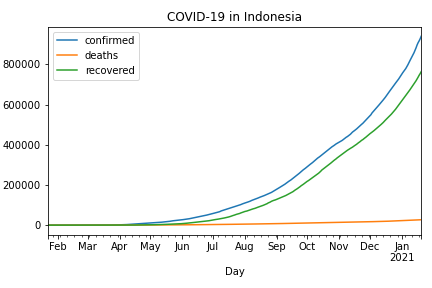 COVID-19 in Indonesia
confirmed
deaths
recovered
800000
600000
400000
200000
0
Feb Mar Apr May Jun Jul Aug Sep Oct Nov Dec Jan
2021
Day